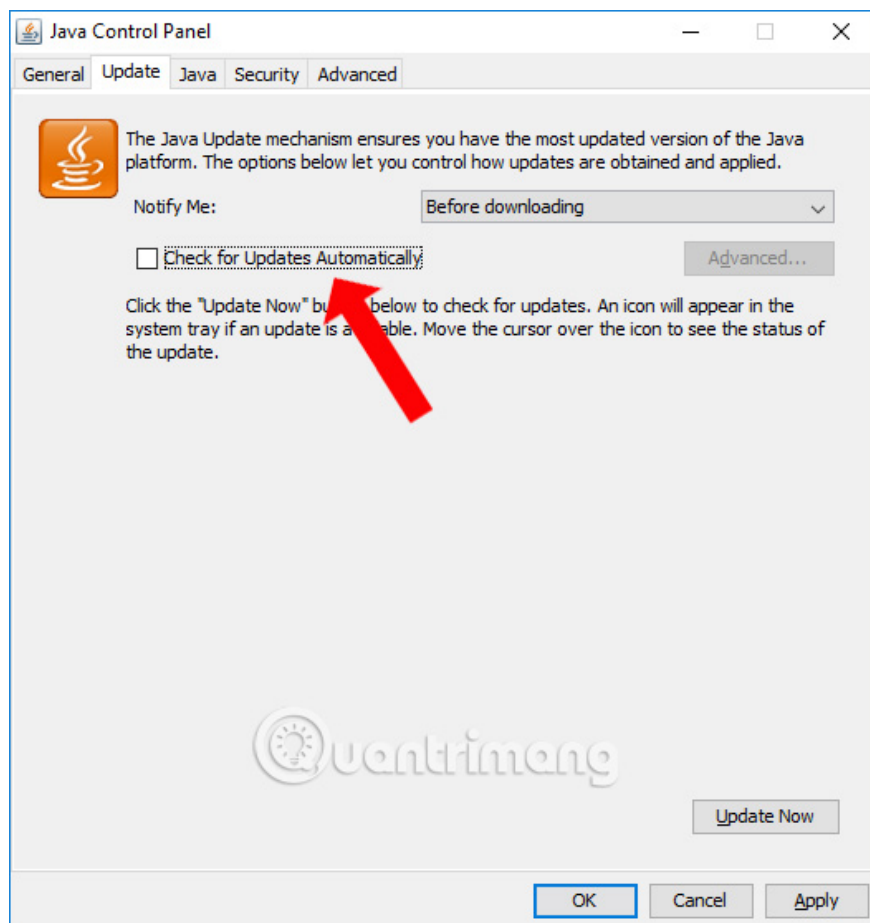 Java Control Panel
General Update Java Security Advanced
The Java Update mechanism ensures you have the most updated version of the Java
platform. The options below let you control how updates are obtained and applied.
Notify Me: Before downloading
Check for Updates Automatically Advanced...
Click the "Update Now" below to check for updates. An icon will appear in the
system tray if an update is Move the cursor over the icon to see the status of
the update.
Quantrimang
Update Now
OK Cancel Apply